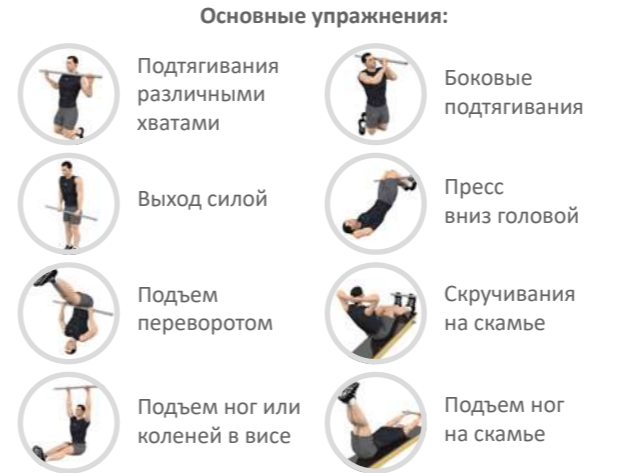 Основные упражнения:
Подтягивания
различными
хватами
Боковые
подтягивания
Выход силой
Пресс
вниз головой
Подъем
переворотом
Скручивания
на скамье
Подъем ног или
коленей в висе
Подъем ног
на скамье